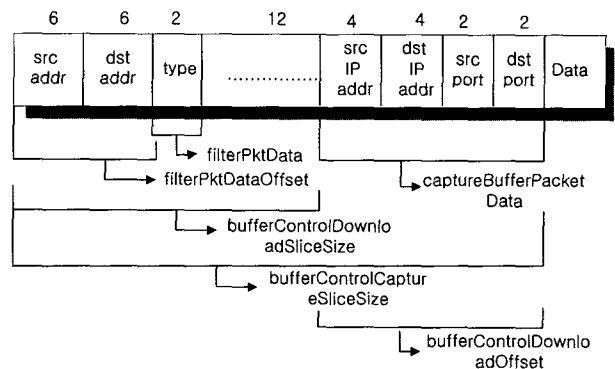 6 6 2 12 4 4 2 2
src addr
dst addr
type
....................
src IP addr
dst IP addr
src port
dst port
Data
filterPktData
filterPktDataOffset
captureBufferPacket
Data
bufferControlDownlo
adSliceSize
bufferControlCaptur
eSliceSize
bufferControlDownlo
adOffset